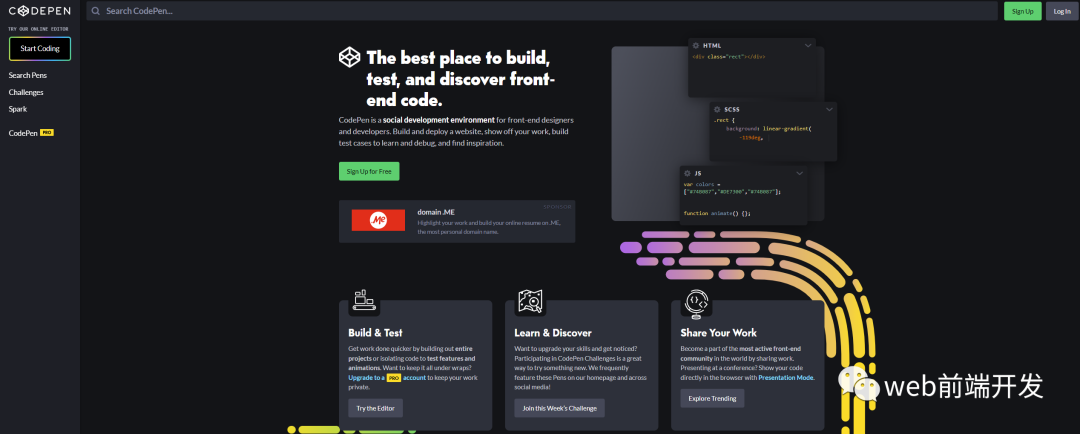 CODEPEN
Search CodePen...
Sign Up
Log In
TRY OUR ONLINE EDITOR
Start Coding
Search Pens
Challenges
Spark
CodePen PRO
The best place to build,
test, and discover front-
end code.
CodePen is a social development environment for front-end designers
and developers. Build and deploy a website, show off your work, build
test cases to learn and debug, and find inspiration.
Sign Up for Free
SPONSOR
.ME
domain .ME
Highlight your work and build your online resume on .ME,
the most personal domain name.
HTML
<div class="rect"></div>
SCSS
.rect {
background: linear-gradient(
-119deg,
JS
var colors =
["#74B087","#DE7300","#74B087"];
function animate() {};
Build & Test
Get work done quickly by building out entire
projects or isolating code to test features and
animations. Want to keep it all under wraps?
Upgrade to a PRO account to keep your work
private.
Try the Editor
Learn & Discover
Want to upgrade your skills and get noticed?
Participating in CodePen Challenges is a great
way to try something new. We frequently
feature these Pens on our homepage and across
social media!
Join this Week's Challenge
Share Your Work
Become a part of the most active front-end
community in the world by sharing work.
Presenting at a conference? Show your code
directly in the browser with Presentation Mode.
Explore Trending
web前端开发